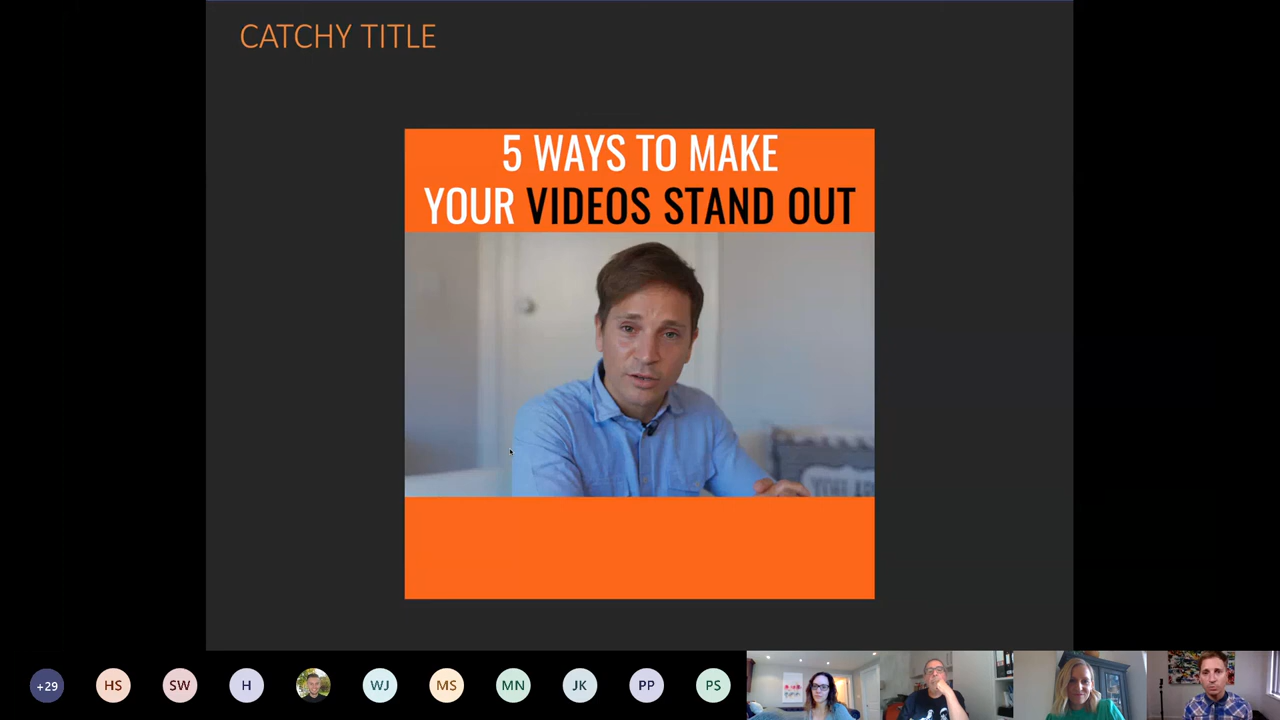 CATCHY TITLE
5 WAYS TO MAKE
YOUR VIDEOS STAND OUT
+29
HS
SW
H
WJ
MS
MN
JK
PP
PS